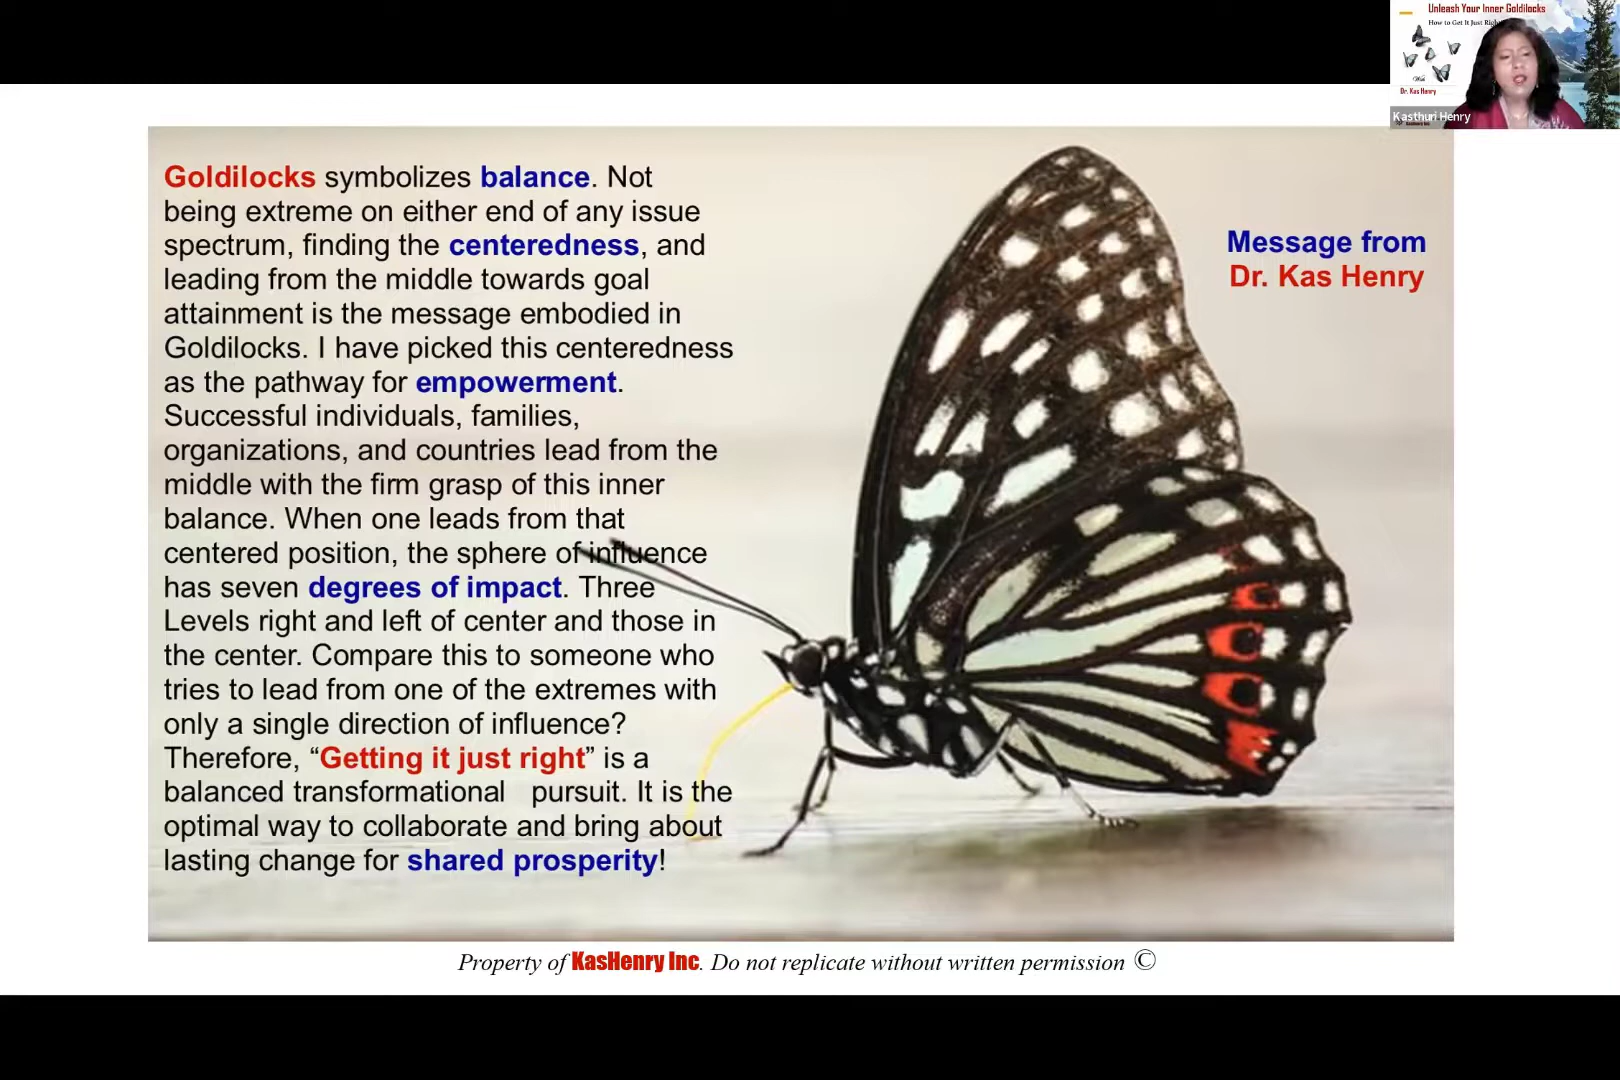 Unleash Your Inner Goldilocks
How to Get It Just Right
With
Dr. Kas Henry
Kasthuri Henry
Goldilocks symbolizes balance. Not
being extreme on either end of any issue
spectrum, finding the centeredness, and
leading from the middle towards goal
attainment is the message embodied in
Goldilocks. I have picked this centeredness
as the pathway for empowerment.
Successful individuals, families,
organizations, and countries lead from the
middle with the firm grasp of this inner
balance. When one leads from that
centered position, the sphere of influence
has seven degrees of impact. Three
Levels right and left of center and those in
the center. Compare this to someone who
tries to lead from one of the extremes with
only a single direction of influence?
Therefore, “Getting it just right” is a
balanced transformational pursuit. It is the
optimal way to collaborate and bring about
lasting change for shared prosperity!
Message from
Dr. Kas Henry
Property of KasHenry Inc. Do not replicate without written permission ©